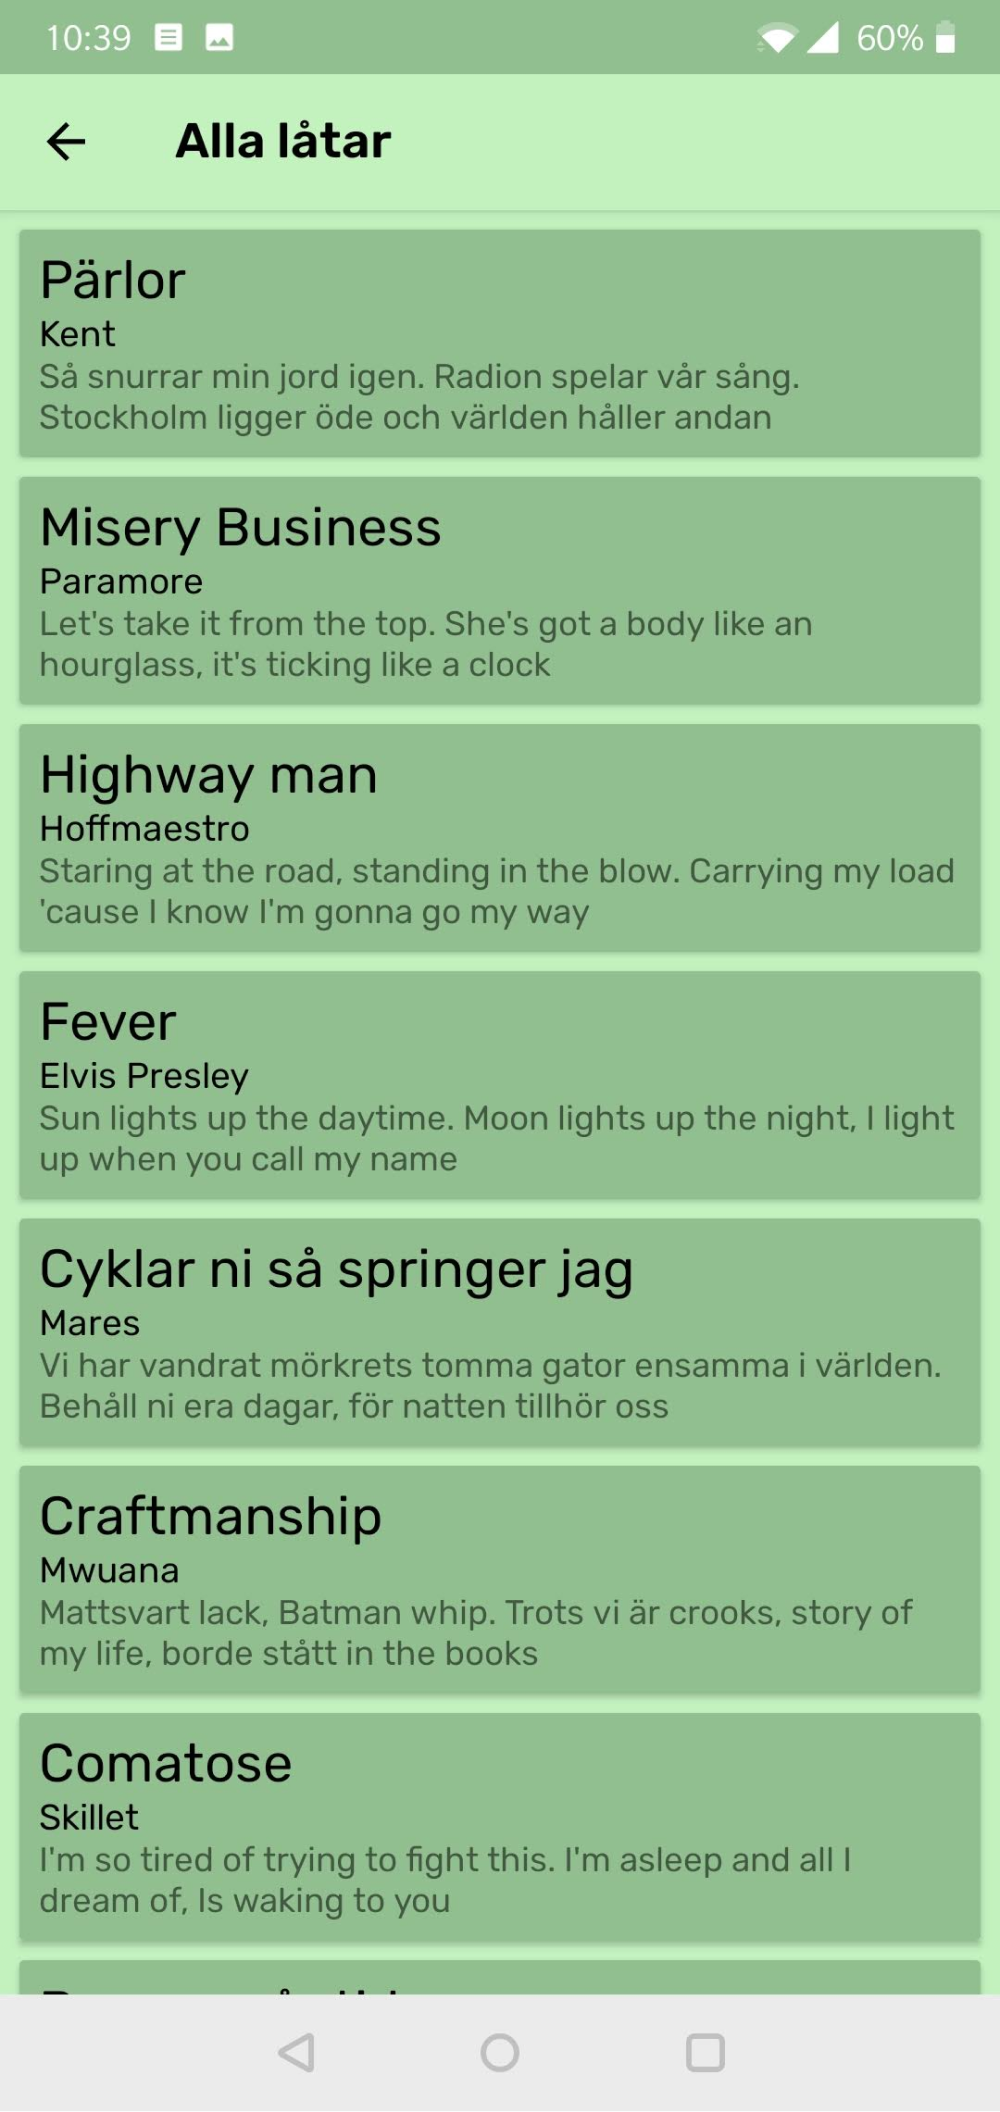 10:39
60%
Alla låtar
Pärlor
Kent
Så snurrar min jord igen. Radion spelar vår sång.
Stockholm ligger öde och världen håller andan
Misery Business
Paramore
Let's take it from the top. She's got a body like an
hourglass, it's ticking like a clock
Highway man
Hoffmaestro
Staring at the road, standing in the blow. Carrying my load
'cause I know I'm gonna go my way
Fever
Elvis Presley
Sun lights up the daytime. Moon lights up the night, I light
up when you call my name
Cyklar ni så springer jag
Mares
Vi har vandrat mörkrets tomma gator ensamma i världen.
Behåll ni era dagar, för natten tillhör oss
Craftmanship
Mwuana
Mattsvart lack, Batman whip. Trots vi är crooks, story of
my life, borde stått in the books
Comatose
Skillet
I'm so tired of trying to fight this. I'm asleep and all I
dream of, Is waking to you